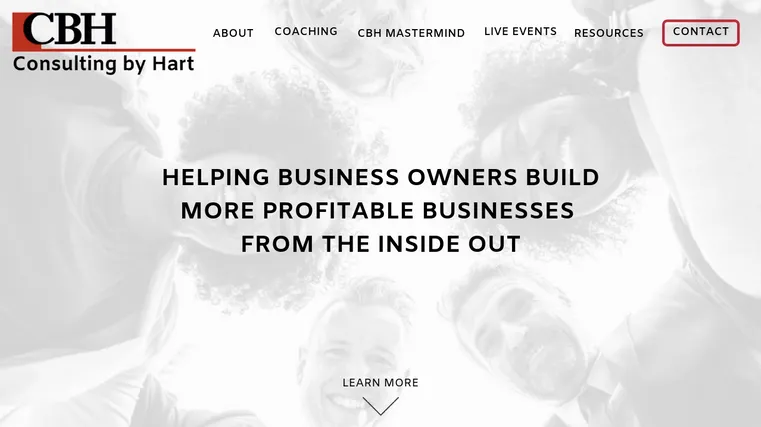 CBH
Consulting by Hart
ABOUT
COACHING
CBH MASTERMIND
LIVE EVENTS
RESOURCES
CONTACT
HELPING BUSINESS OWNERS BUILD
MORE PROFITABLE BUSINESSES
FROM THE INSIDE OUT
LEARN MORE